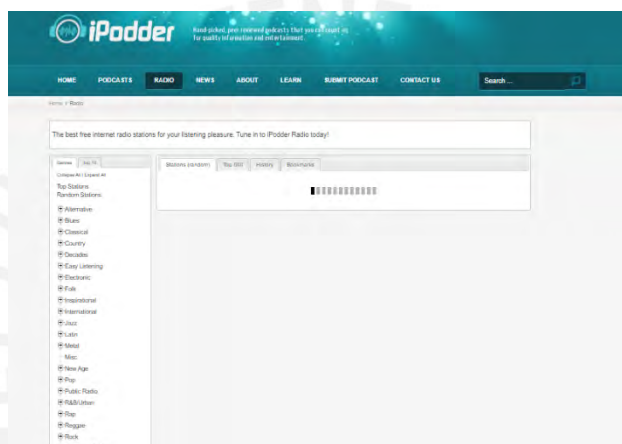 iPodder
Hand-picked, peer reviewed podcasts that you can count on
for quality information and entertainment.
HOME PODCASTS RADIO NEWS ABOUT LEARN SUBMIT PODCAST CONTACT US Search ...
Home > Radio
The best free internet radio stations for your listening pleasure. Tune in to iPodder Radio today!
Genres
Stations (random) Top 100 History Bookmarks
Collapse All | Expand All
Top Stations
Random Stations
Alternative
Blues
Classical
Country
Decades
Easy Listening
Electronic
Folk
Inspirational
International
Jazz
Latin
Metal
Misc
New Age
Pop
Public Radio
R&B/Urban
Rap
Reggae
Rock